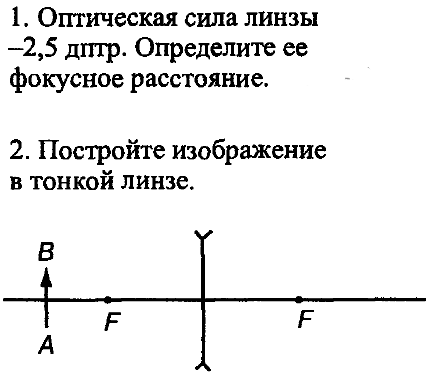 1. Оптическая сила линзы
–2,5 дптр. Определите ее
фокусное расстояние.
2. Постройте изображение
в тонкой линзе.
B
F
F
A